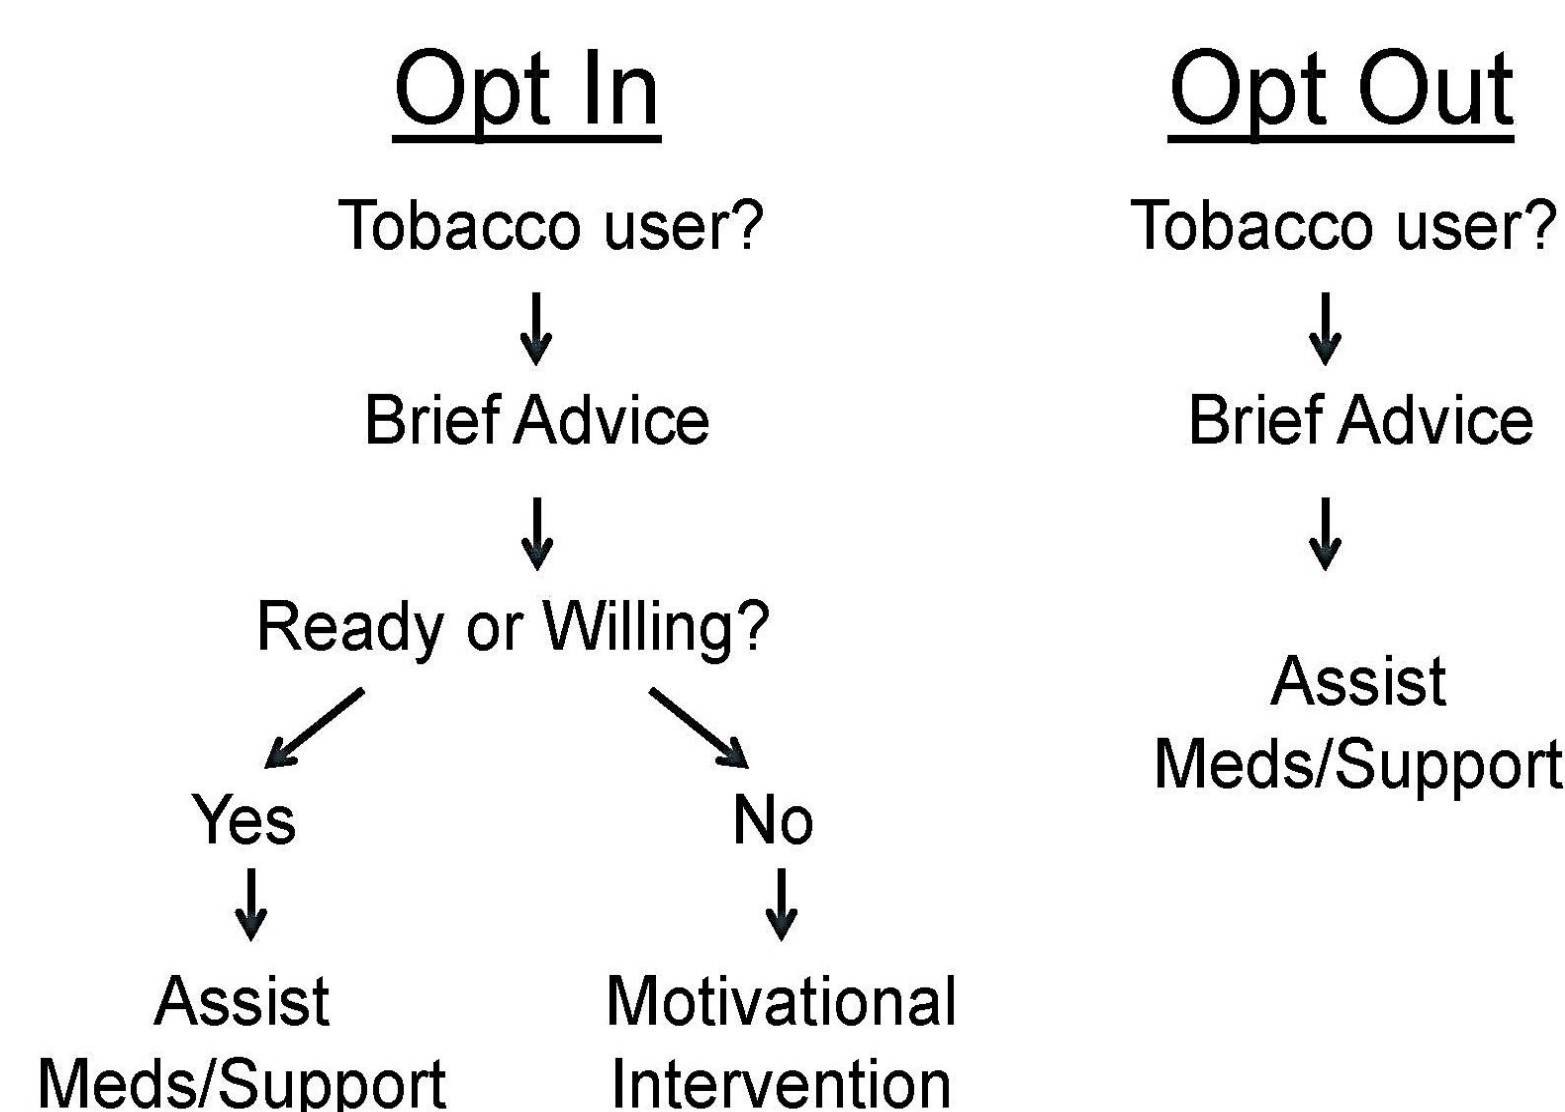 Opt In
Tobacco user?
Brief Advice
Ready or Willing?
Yes
No
Assist
Meds/Support
Motivational
Intervention
Opt Out
Tobacco user?
Brief Advice
Assist
Meds/Support